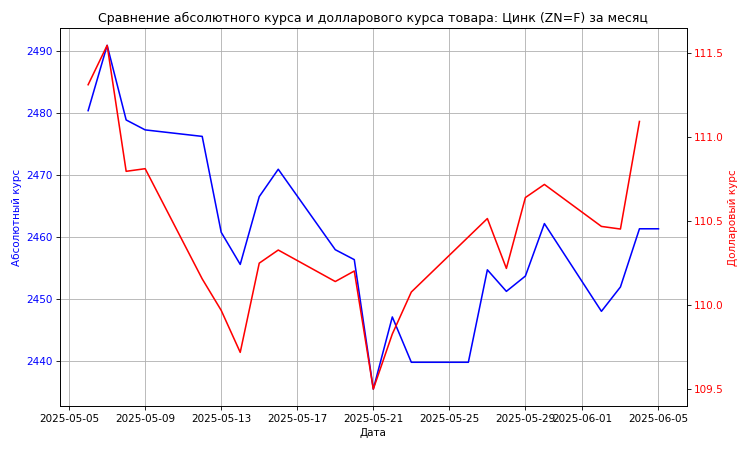 Сравнение абсолютного курса и долларового курса товара: Цинк (ZN=F) за месяц
Абсолютный курс
2490
2480
2470
2460
2450
2440
111.5
111.0
110.5
110.0
109.5
Долларовый курс
2025-05-05 2025-05-09 2025-05-13 2025-05-17 2025-05-21 2025-05-25 2025-05-29 2025-06-01 2025-06-05
Дата